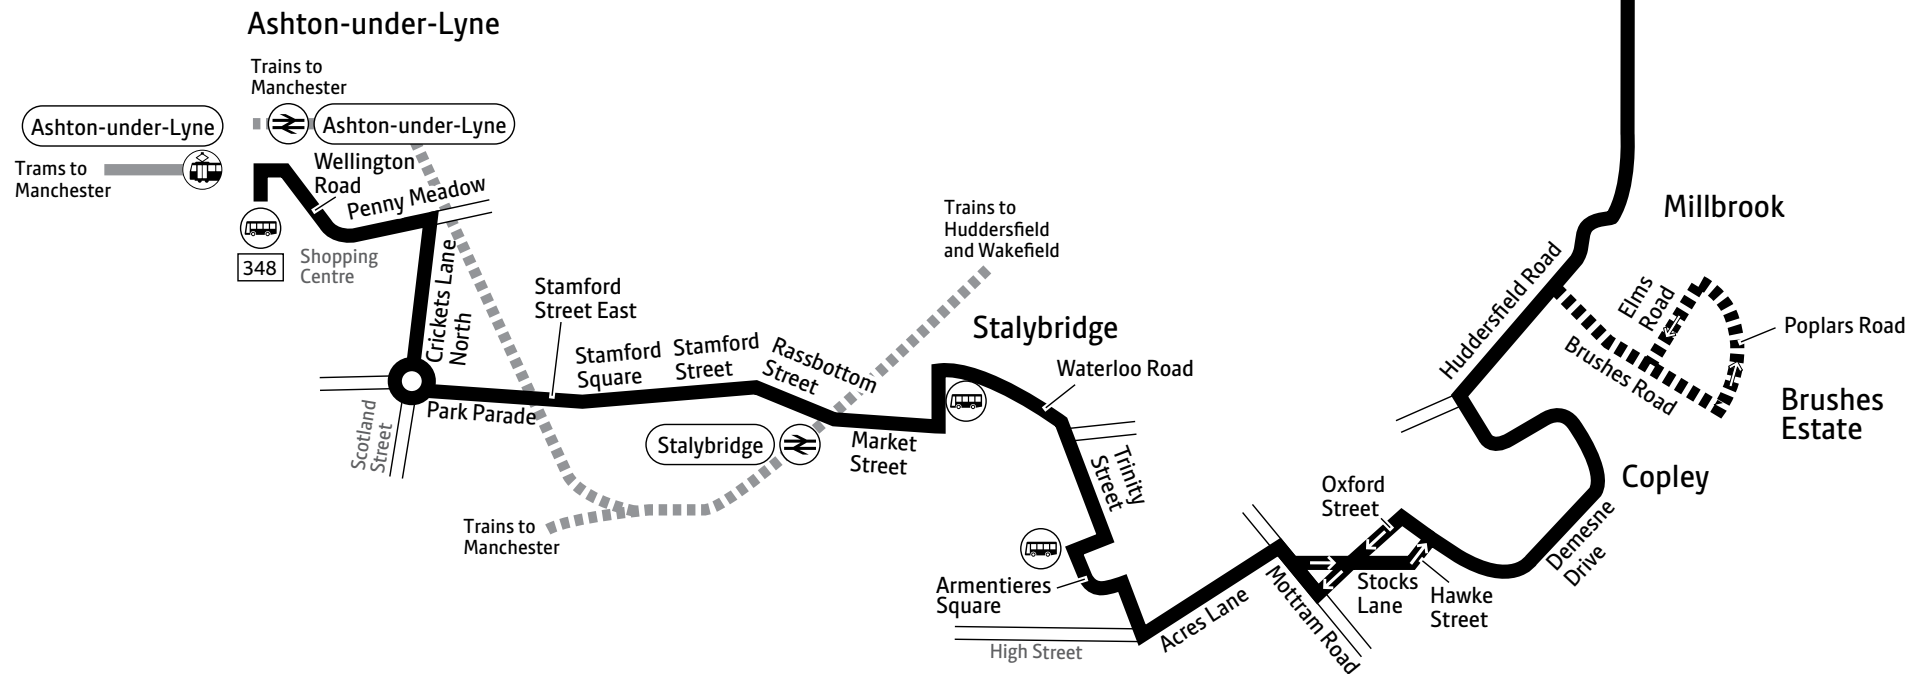 Ashton-under-Lyne
Trains to
Manchester
Ashton-under-Lyne
Ashton-under-Lyne
Trams to
Manchester
Wellington
Road
Penny Meadow
348
Shopping
Centre
Crickets Lane
North
Scotland
Street
Park Parade
Stamford
Street East
Stamford
Square
Stamford
Street
Rassbottom
Street
Trains to
Huddersfield
and Wakefield
Stalybridge
Waterloo Road
Stalybridge
Market
Street
Trains to
Manchester
Trinity
Street
Armentieres
Square
High Street
Acres Lane
Mottram Road
Oxford
Street
Stocks
Lane
Hawke
Street
Demesne
Drive
Copley
Huddersfield Road
Millbrook
Elms
Road
Brushes Road
Poplars Road
Brushes
Estate